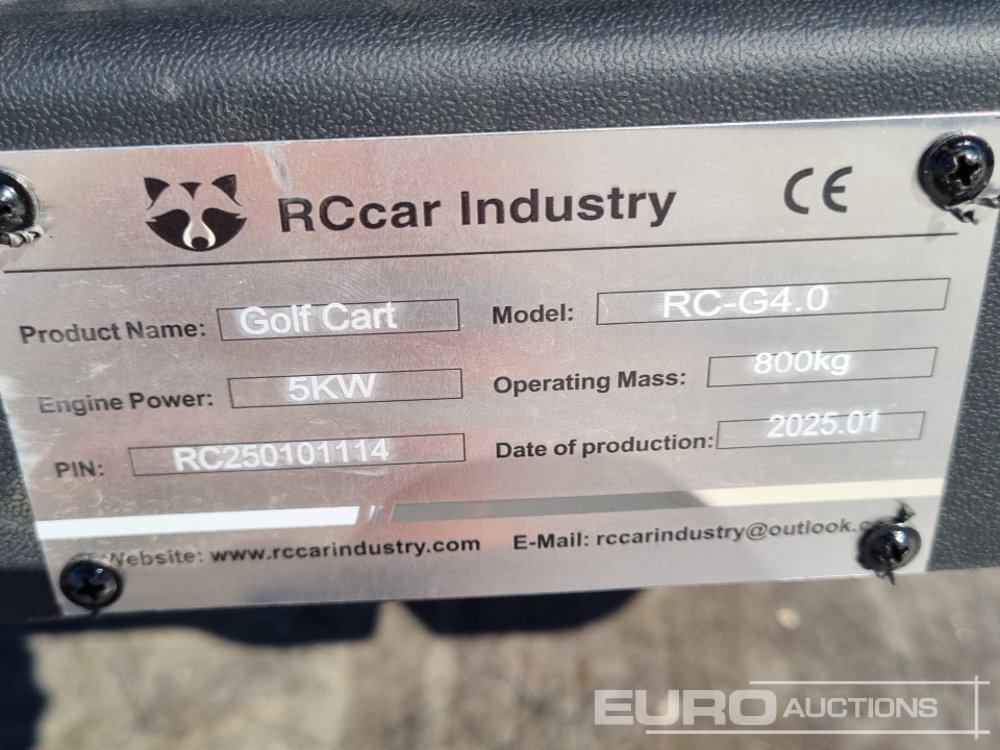 RCcar Industry CE
Product Name: Golf Cart Model: RC-G4.0
Engine Power: 5KW Operating Mass: 800kg
PIN: RC250101114 Date of production: 2025.01
Website: www.rccarindustry.com E-Mail: rccarindustry@outlook.c
EURO AUCTIONS